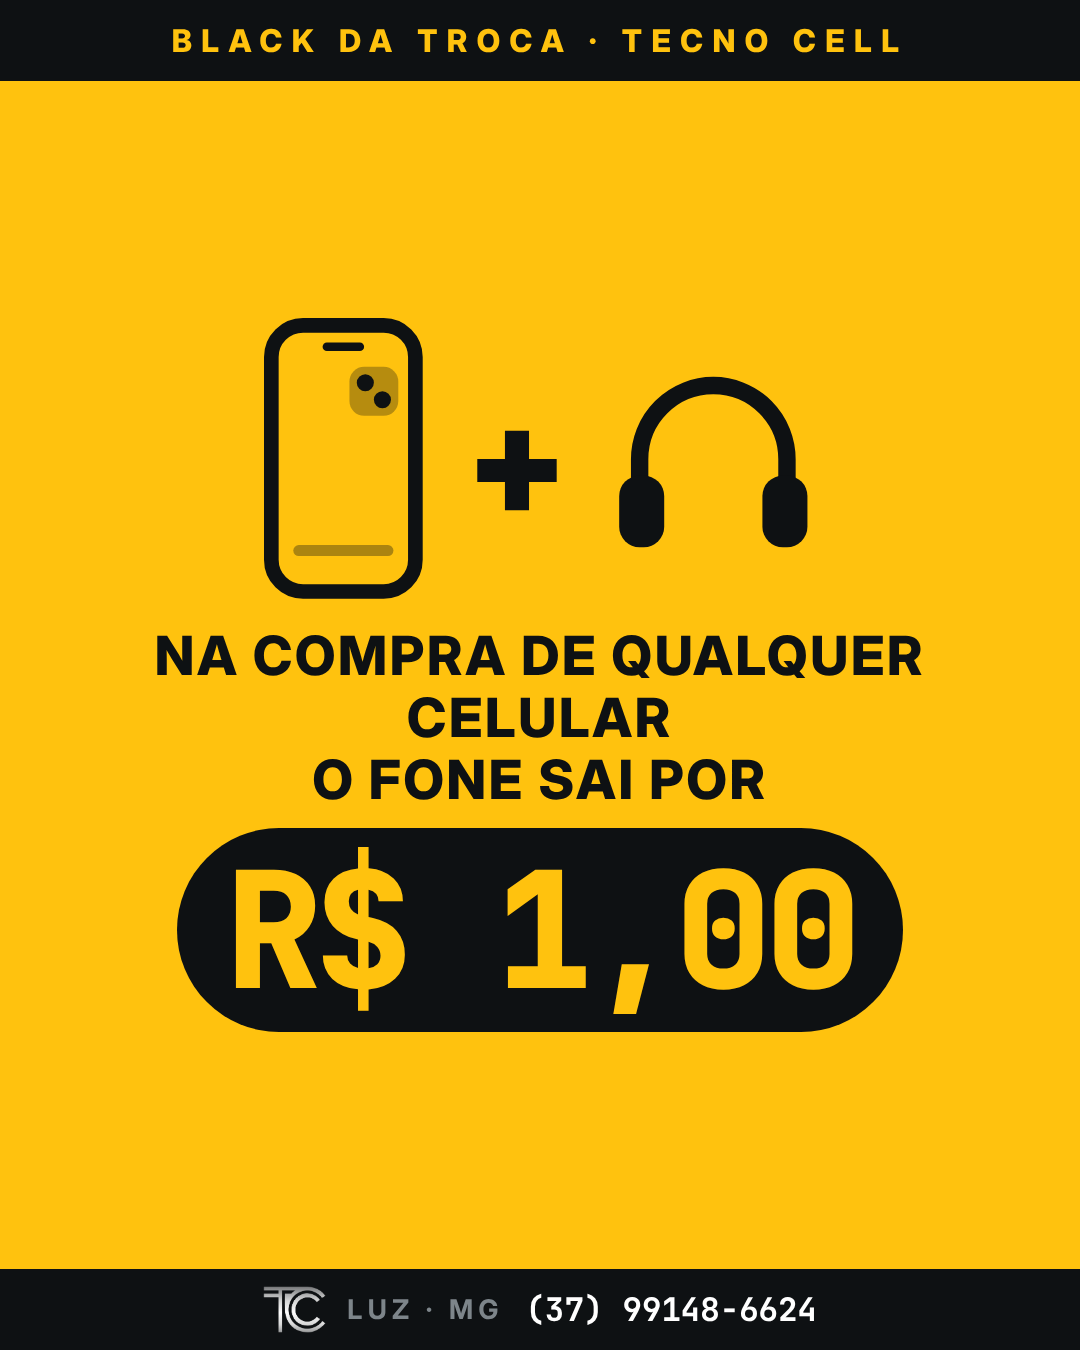 BLACK DA TROCA · TECNO CELL
NA COMPRA DE QUALQUER
CELULAR
O FONE SAI POR
R$ 1,00
TC LUZ · MG (37) 99148-6624